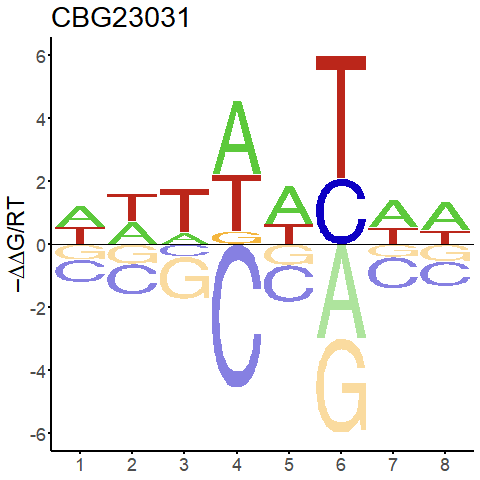 CBG23031
−ΔΔG/RT
6
4
2
0
-2
-4
-6
A T G C
T A G C
T A C G
A T G C
A T G C
T C A G
A T G C
A T G C
1 2 3 4 5 6 7 8